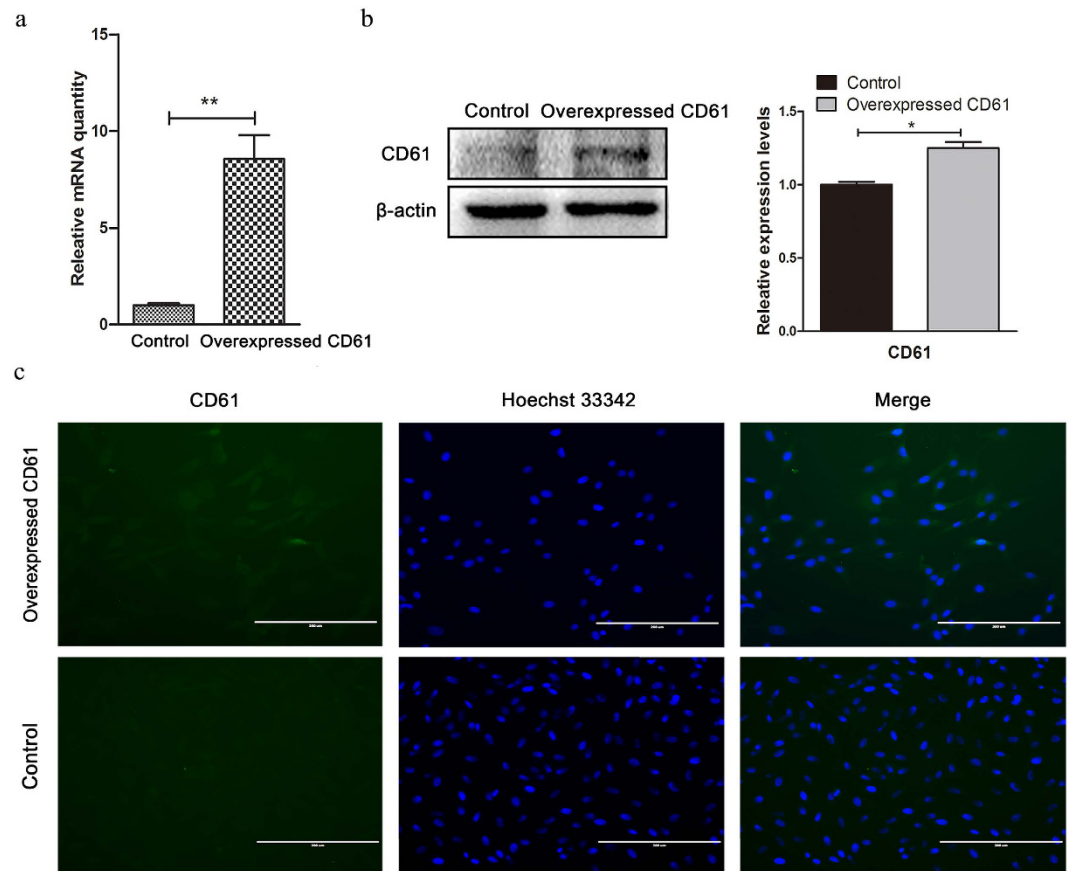 a
Releative mRNA quantity
15
10
5
0
**
Control
Overexpressed CD61
b
Control Overexpressed CD61
CD61
β-actin
Control
Overexpressed CD61
Releative expression levels
1.5
1.0
0.5
0.0
*
CD61
c
CD61
Hoechst 33342
Merge
Overexpressed CD61
Control